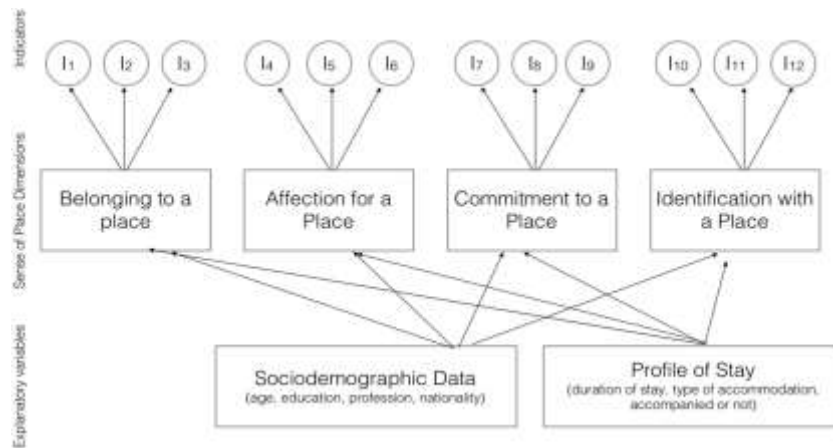 Indicators
I1 I2 I3 I4 I5 I6 I7 I8 I9 I10 I11 I12
Sense of Place Dimensions
Belonging to a
place
Affection for a
Place
Commitment to a
Place
Identification with
a Place
Explanatory variables
Sociodemographic Data
(age, education, profession, nationality)
Profile of Stay
(duration of stay, type of accommodation,
accompanied or not)